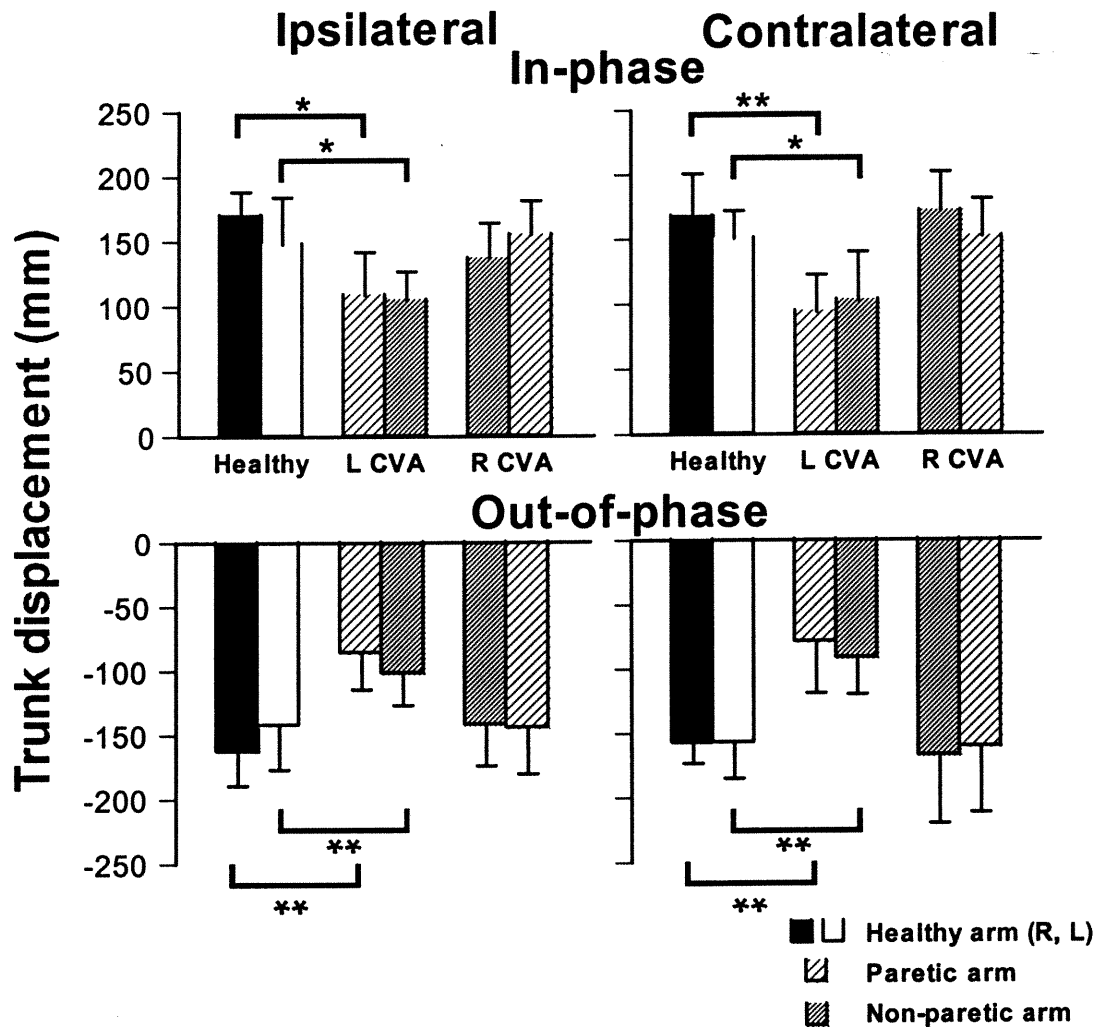 Ipsilateral Contralateral
In-phase
* **
* *
250
200
150
100
50
0
Healthy L CVA R CVA Healthy L CVA R CVA
Trunk displacement (mm)
Out-of-phase
0
-50
-100
-150
-200
-250
** **
** **
Healthy arm (R, L)
Paretic arm
Non-paretic arm